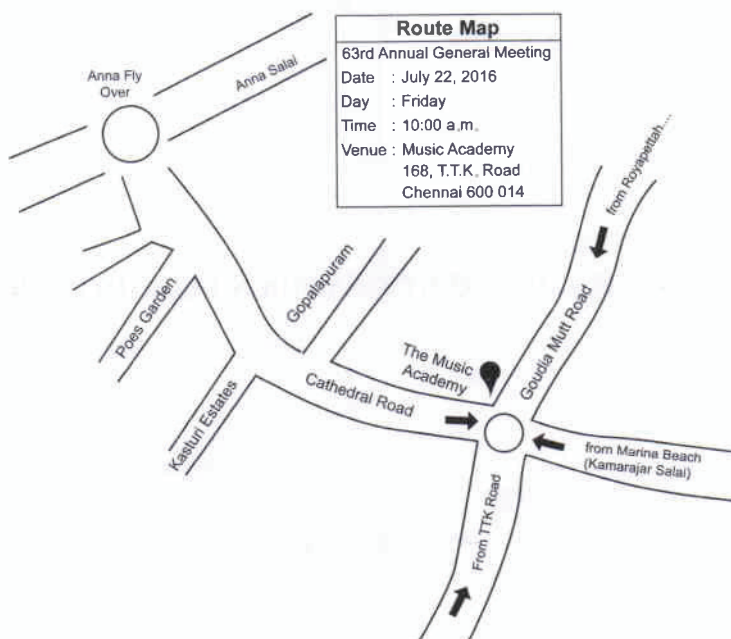 Route Map
63rd Annual General Meeting
Date : July 22, 2016
Day : Friday
Time : 10:00 a.m.
Venue : Music Academy
168, T.T.K. Road
Chennai 600 014
Anna Fly
Over
Anna Salai
from Royapettah....
Gopalapuram
Poes Garden
Goudia Mutt Road
The Music
Academy
Cathedral Road
Kasturi Estates
from Marina Beach
(Kamarajar Salai)
From TTK Road